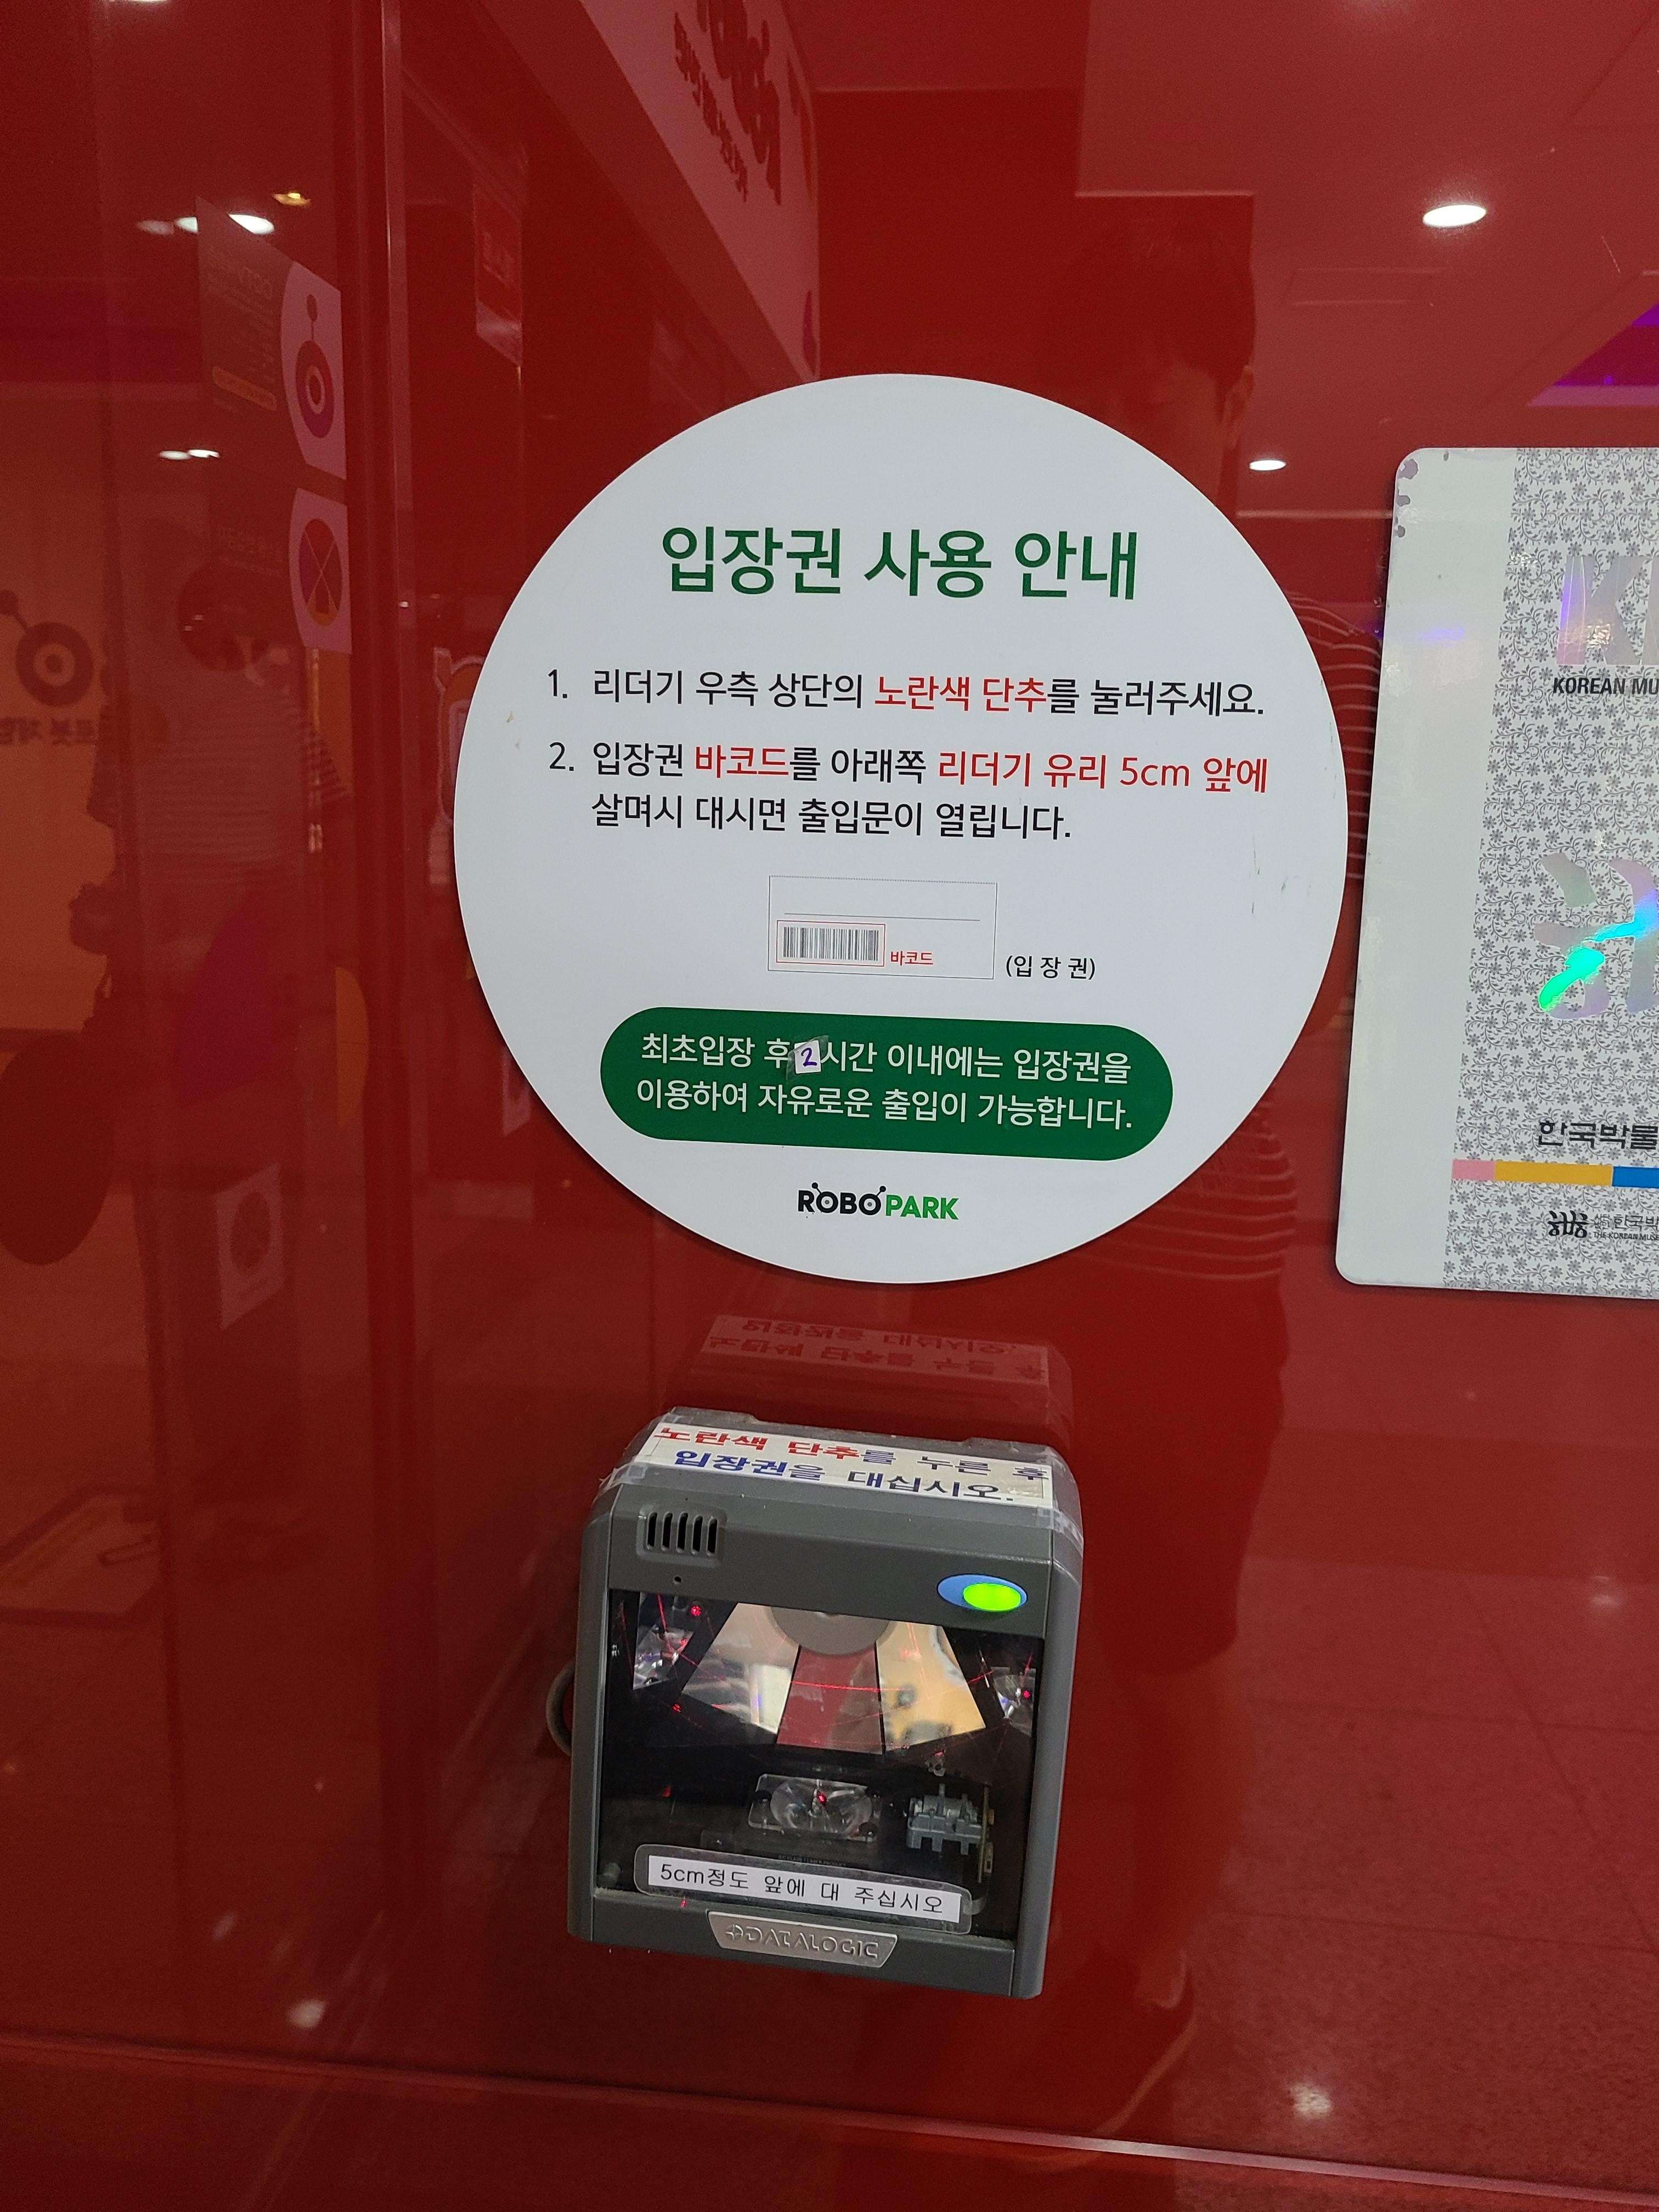 입장권 사용 안내
1. 리더기 우측 상단의 노란색 단추를 눌러주세요.
2. 입장권 바코드를 아래쪽 리더기 유리 5cm 앞에
살며시 대시면 출입문이 열립니다.
바코드
(입 장 권)
최초입장 후 2시간 이내에는 입장권을
이용하여 자유로운 출입이 가능합니다.
ROBOPARK
KOREAN MU
한국박물
한국박
THE KOREAN MUSE
노란색 단추를 누른 후
입장권을 대십시오.
5cm정도 앞에 대 주십시오
DATALOGIC